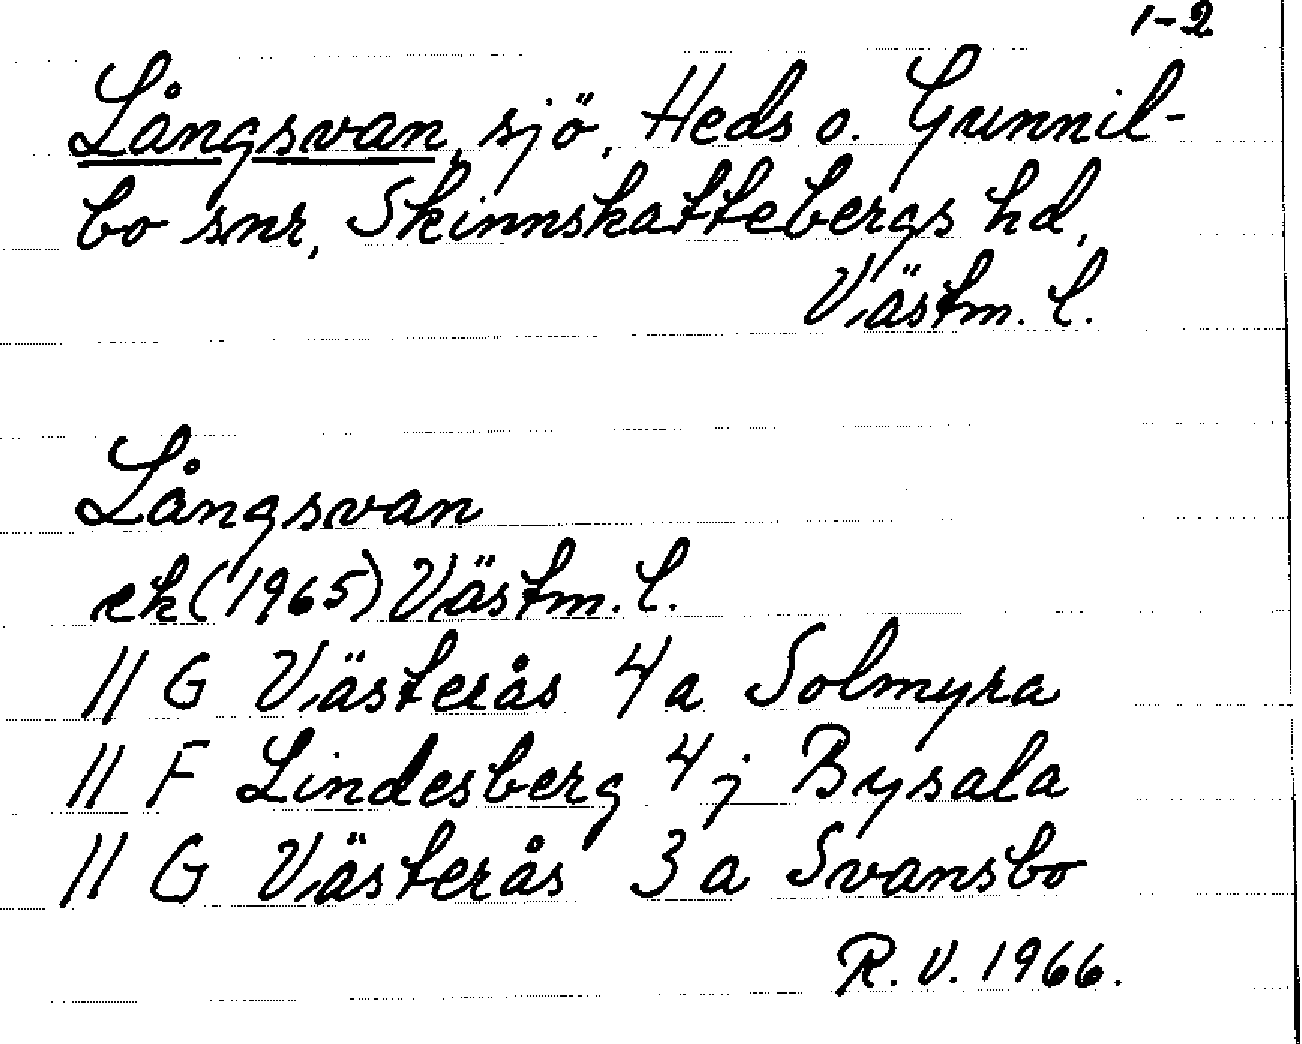 1-2
Långsvan, sjö, Heds o. Gunnil-
bo snr, Skinnskattebergs hd,
Västm. l.
Långsvan
ek (1965) Västm. l.
11 G Västerås 4 a Solmyra
11 F Lindesberg 4 j Bysala
11 G Västerås 3 a Svansbo
R. V. 1966.